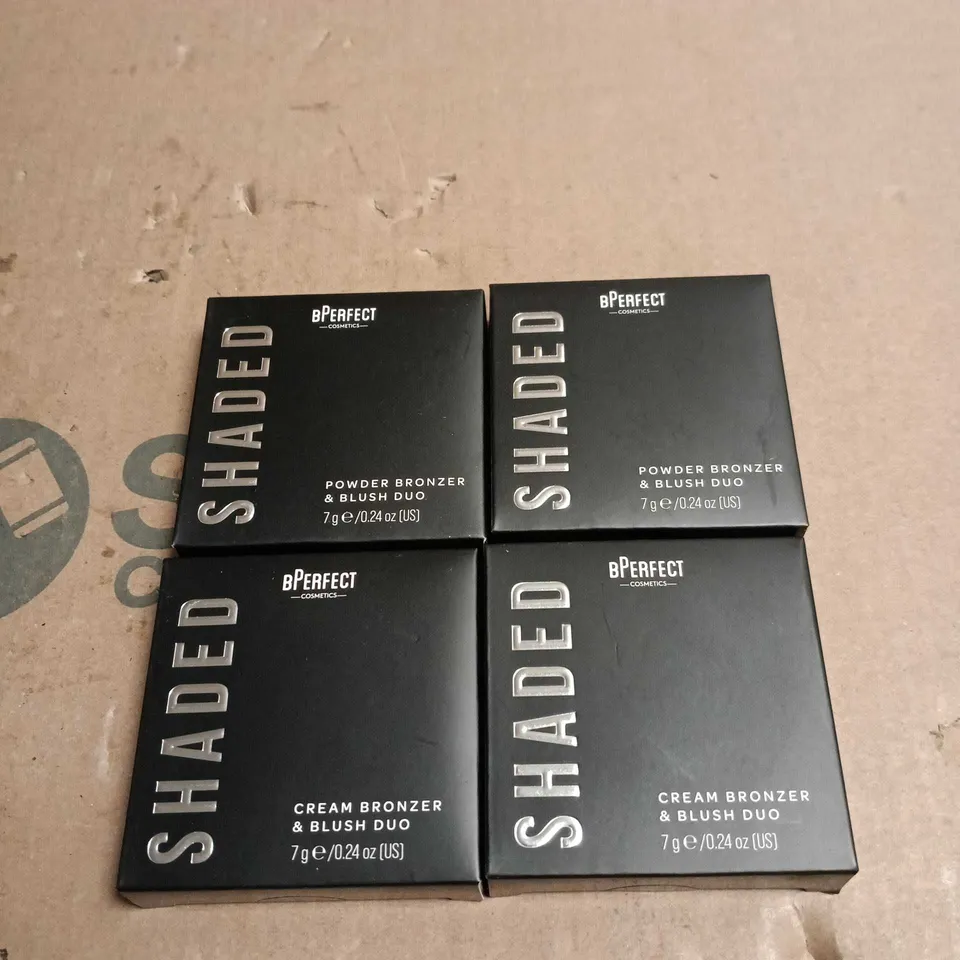 BPERFECT
COSMETICS
SHADED
POWDER BRONZER
& BLUSH DUO
7 g ℮/0.24 oz (US)
BPERFECT
COSMETICS
SHADED
POWDER BRONZER
& BLUSH DUO
7 g ℮/0.24 oz (US)
BPERFECT
COSMETICS
SHADED
CREAM BRONZER
& BLUSH DUO
7 g ℮/0.24 oz (US)
BPERFECT
COSMETICS
SHADED
CREAM BRONZER
& BLUSH DUO
7 g ℮/0.24 oz (US)